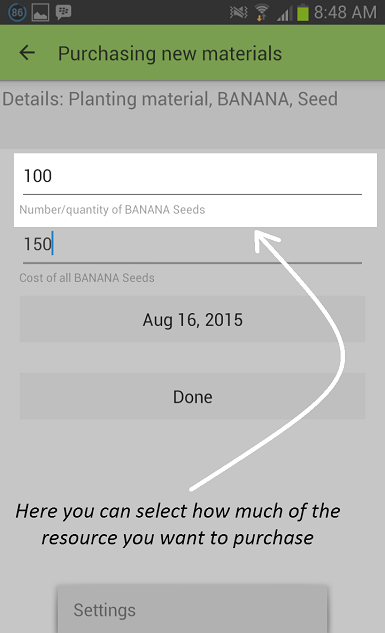 86 8:48 AM
Purchasing new materials
Details: Planting material, BANANA, Seed
100
Number/quantity of BANANA Seeds
150
Cost of all BANANA Seeds
Aug 16, 2015
Done
Here you can select how much of the
resource you want to purchase
Settings